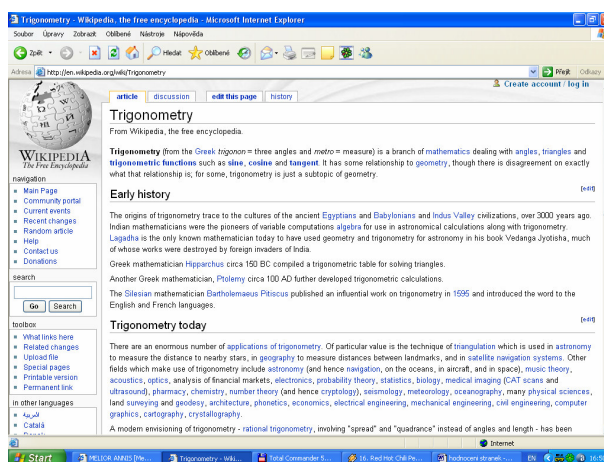 Trigonometry - Wikipedia, the free encyclopedia - Microsoft Internet Explorer
Soubor Úpravy Zobrazit Oblíbené Nástroje Nápověda
Zpět Hledat Oblíbené
Adresa http://en.wikipedia.org/wiki/Trigonometry Přejít Odkazy
Create account / log in
article discussion edit this page history
Trigonometry
From Wikipedia, the free encyclopedia.
WIKIPEDIA
The Free Encyclopedia
Trigonometry (from the Greek trigonon = three angles and metro = measure) is a branch of mathematics dealing with angles, triangles and
trigonometric functions such as sine, cosine and tangent. It has some relationship to geometry, though there is disagreement on exactly
what that relationship is; for some, trigonometry is just a subtopic of geometry.
navigation
Main Page
Community portal
Current events
Recent changes
Random article
Help
Contact us
Donations
search
Go Search
toolbox
What links here
Related changes
Upload file
Special pages
Printable version
Permanent link
in other languages
العربية
Català
[edit]
Early history
The origins of trigonometry trace to the cultures of the ancient Egyptians and Babylonians and Indus Valley civilizations, over 3000 years ago.
Indian mathematicians were the pioneers of variable computations algebra for use in astronomical calculations along with trigonometry.
Lagadha is the only known mathematician today to have used geometry and trigonometry for astronomy in his book Vedanga Jyotisha, much
of whose works were destroyed by foreign invaders of India.
Greek mathematician Hipparchus circa 150 BC compiled a trigonometric table for solving triangles.
Another Greek mathematician, Ptolemy circa 100 AD further developed trigonometric calculations.
The Silesian mathematician Bartholemaeus Pitiscus published an influential work on trigonometry in 1595 and introduced the word to the
English and French languages.
[edit]
Trigonometry today
There are an enormous number of applications of trigonometry. Of particular value is the technique of triangulation which is used in astronomy
to measure the distance to nearby stars, in geography to measure distances between landmarks, and in satellite navigation systems. Other
fields which make use of trigonometry include astronomy (and hence navigation, on the oceans, in aircraft, and in space), music theory,
acoustics, optics, analysis of financial markets, electronics, probability theory, statistics, biology, medical imaging (CAT scans and
ultrasound), pharmacy, chemistry, number theory (and hence cryptology), seismology, meteorology, oceanography, many physical sciences,
land surveying and geodesy, architecture, phonetics, economics, electrical engineering, mechanical engineering, civil engineering, computer
graphics, cartography, crystallography.
A modern envisioning of trigonometry - rational trigonometry, involving "spread" and "quadrance" instead of angles and length - has been
Internet
Start MELIOR ANNIS [Me... Trigonometry - Wiki... Total Commander 5... 16. Red Hot Chili Pe... hodnoceni stranek -... EN